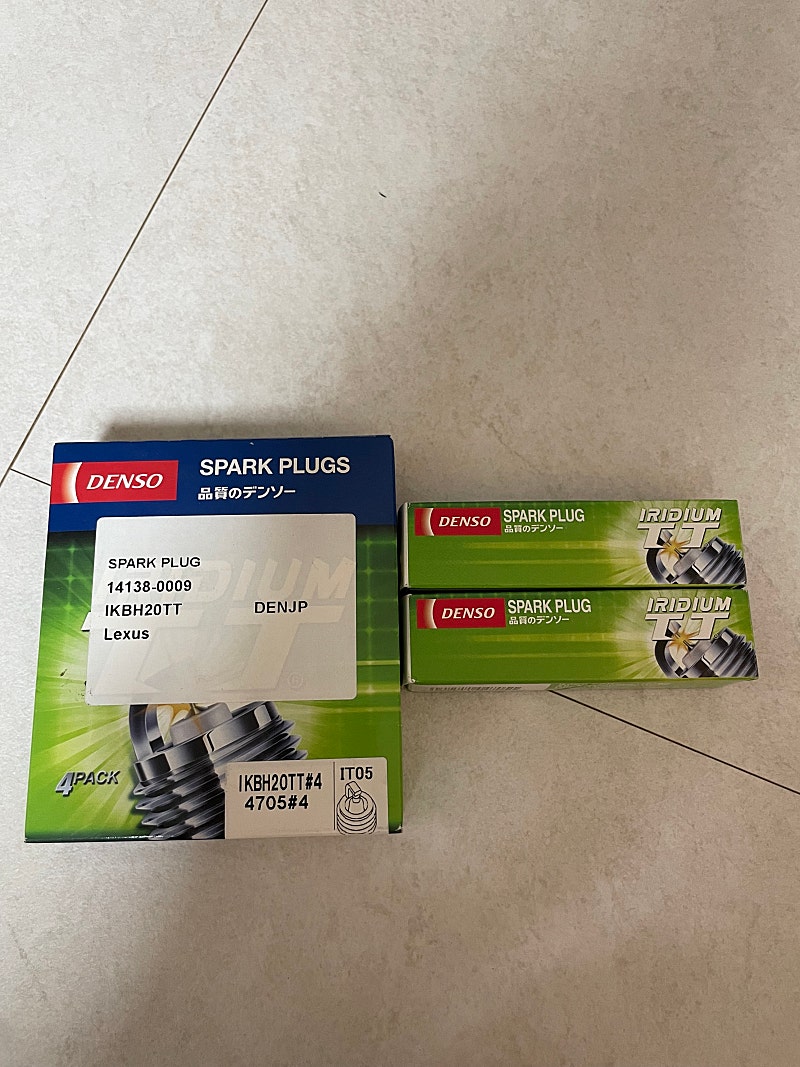 DENSO
SPARK PLUGS
品質のデンソー
SPARK PLUG
14138-0009
IKBH20TT DENJP
Lexus
IRIDIUM
TT
4PACK
IKBH20TT#4
4705#4
IT05
DENSO
SPARK PLUG
品質のデンソー
IRIDIUM
TT
DENSO
SPARK PLUG
品質のデンソー
IRIDIUM
TT